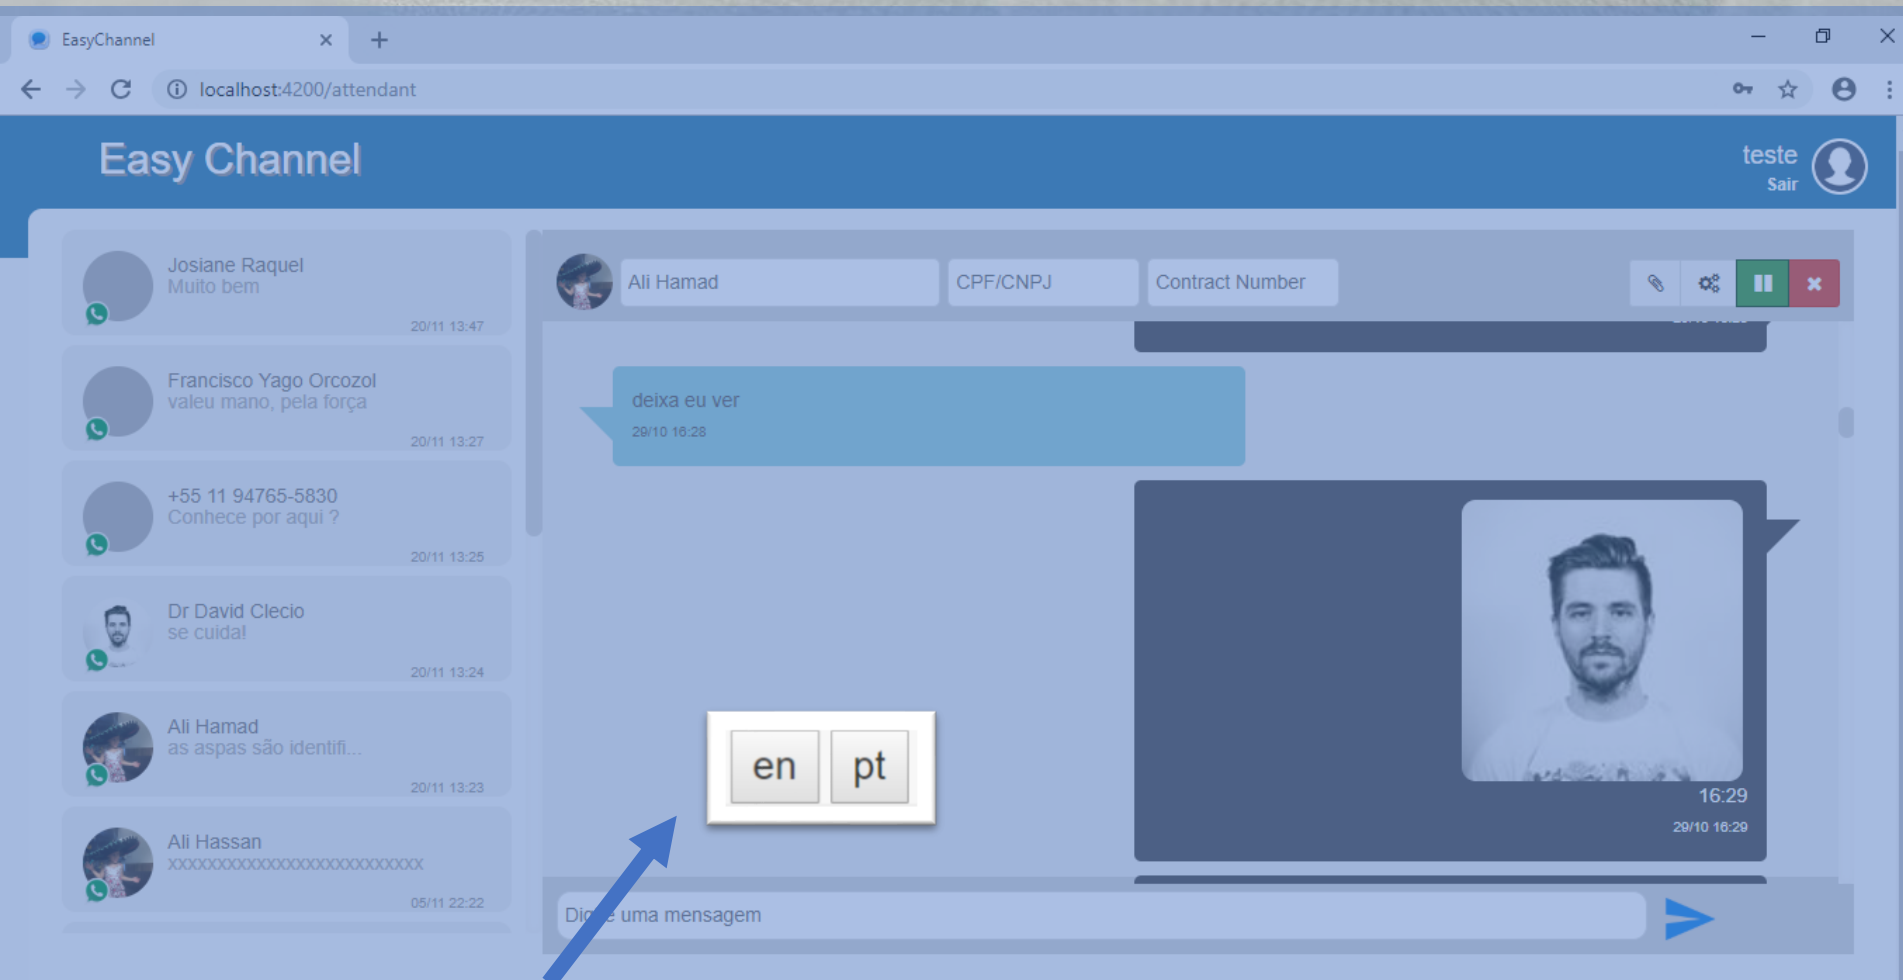 EasyChannel
localhost:4200/attendant
Easy Channel
teste
Sair
Josiane Raquel
Muito bem
20/11 13:47
Francisco Yago Orcozol
valeu mano, pela força
20/11 13:27
+55 11 94765-5830
Conhece por aqui ?
20/11 13:25
Dr David Clecio
se cuida!
20/11 13:24
Ali Hamad
as aspas são identifi...
20/11 13:23
Ali Hassan
xxxxxxxxxxxxxxxxxxxxxxxxxx
05/11 22:22
Ali Hamad
CPF/CNPJ
Contract Number
deixa eu ver
29/10 16:28
16:29
29/10 16:29
en pt
uma mensagem